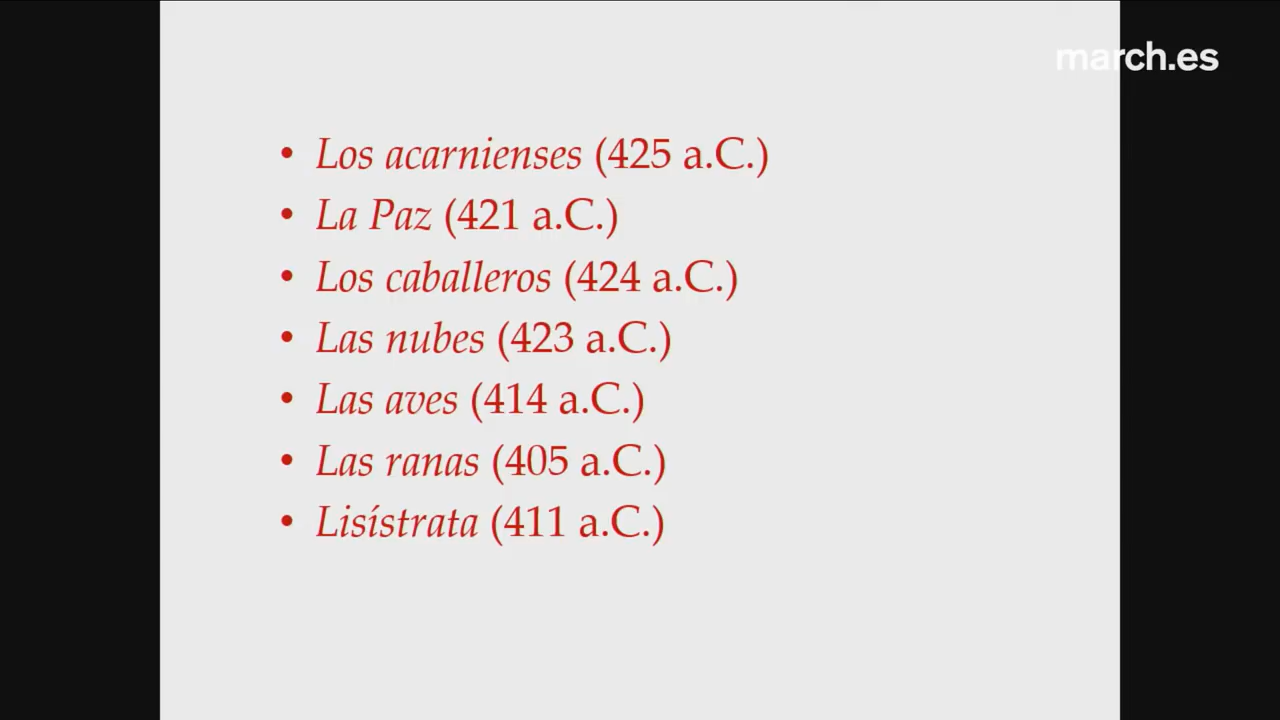 march.es
• Los acarnienses (425 a.C.)
• La Paz (421 a.C.)
• Los caballeros (424 a.C.)
• Las nubes (423 a.C.)
• Las aves (414 a.C.)
• Las ranas (405 a.C.)
• Lisístrata (411 a.C.)